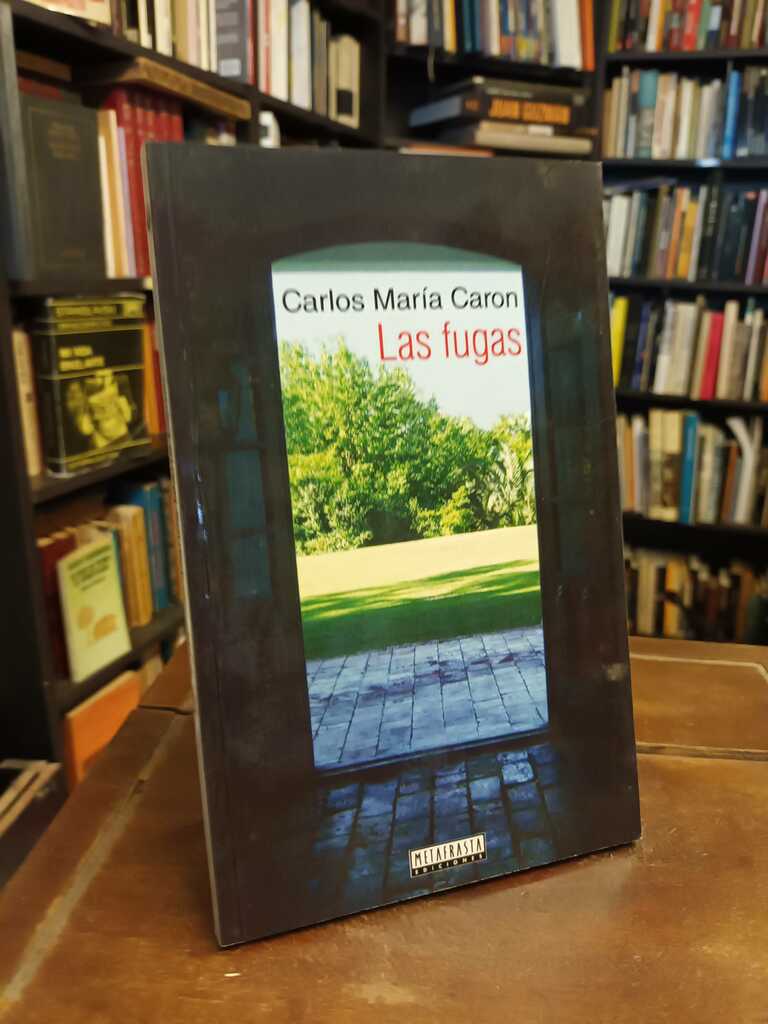 Carlos María Caron
Las fugas
METAFRASTA
EDICIONES